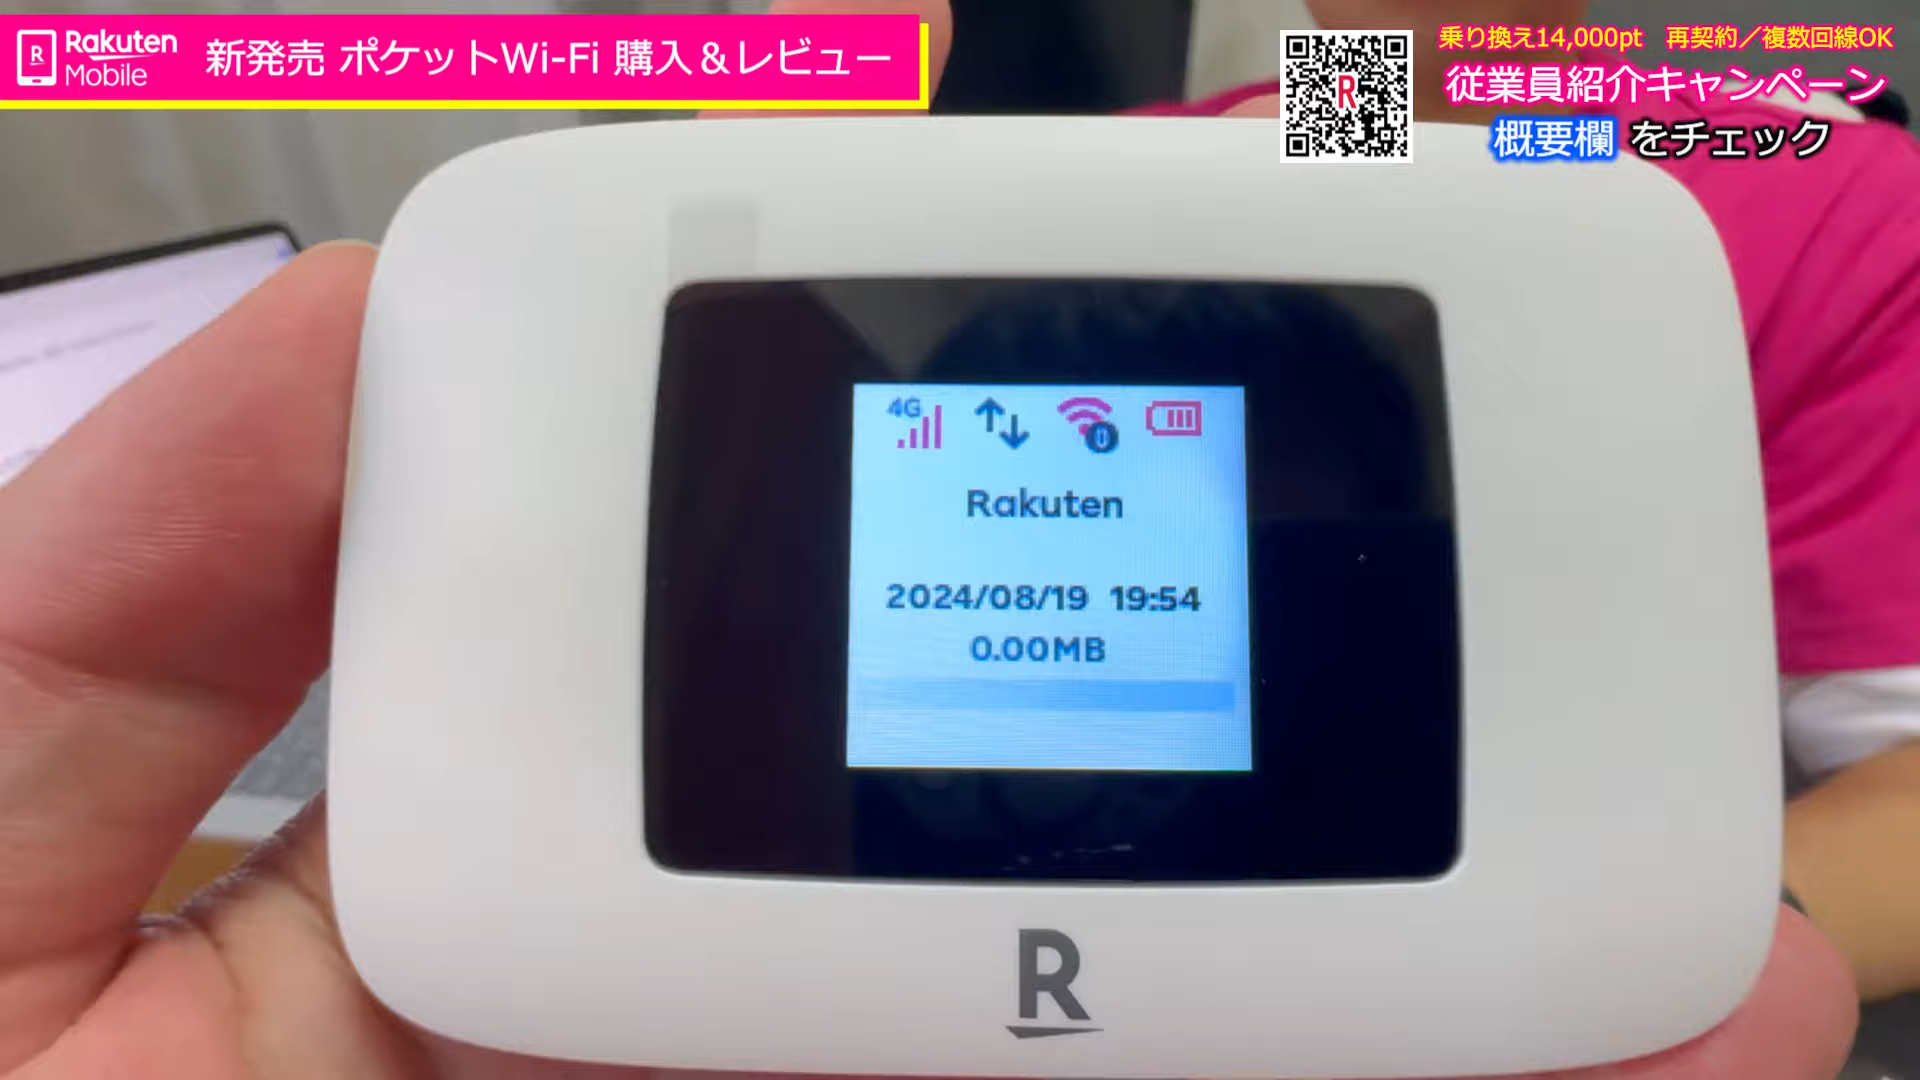 Rakuten
Mobile
新発売 ポケットWi-Fi 購入＆レビュー
乗り換え14,000pt　再契約／複数回線OK
従業員紹介キャンペーン
概要欄 をチェック
R
4G
0
Rakuten
2024/08/19 19:54
0.00MB
R